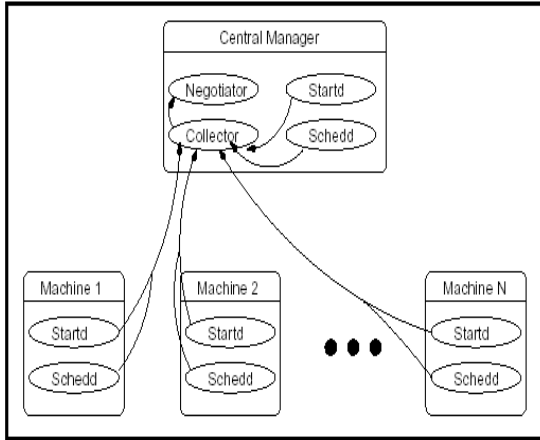 Central Manager
Negotiator
Startd
Collector
Schedd
Machine 1
Machine 2
Machine N
Startd
Startd
Startd
Schedd
Schedd
Schedd